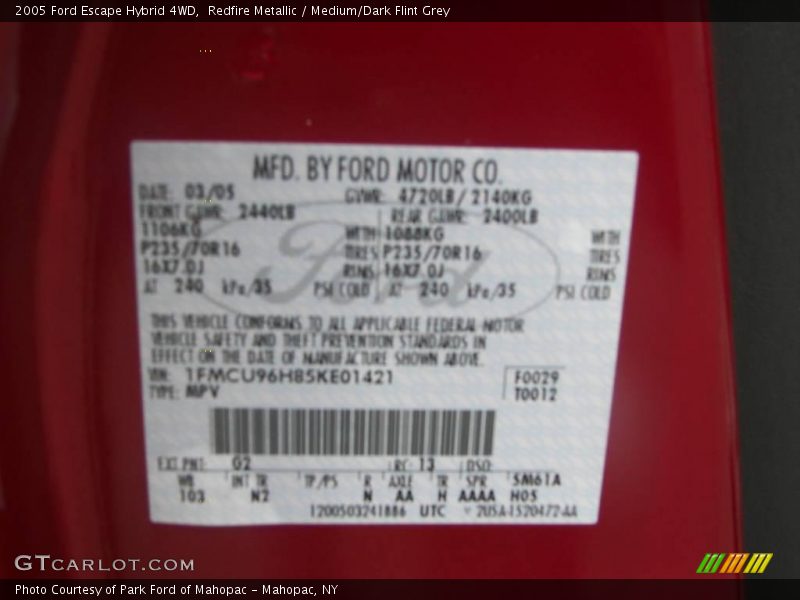 2005 Ford Escape Hybrid 4WD, Redfire Metallic / Medium/Dark Flint Grey
MFD. BY FORD MOTOR CO.
DATE: 03/05 GVWR: 4720LB / 2140KG
FRONT GAWR: 2440LB REAR GAWR: 2400LB
1106KG WITH 1088KG WITH
P235/70R16 TIRES P235/70R16 TIRES
16X7.0J RIMS 16X7.0J RIMS
AT 240 kPa/35 PSI COLD AT 240 kPa/35 PSI COLD
Ford
THIS VEHICLE CONFORMS TO ALL APPLICABLE FEDERAL MOTOR
VEHICLE SAFETY AND THEFT PREVENTION STANDARDS IN
EFFECT ON THE DATE OF MANUFACTURE SHOWN ABOVE.
VIN: 1FMCU96H85KE01421 F0029
TYPE: MPV T0012
EXT PNT: G2 RC: 13 DSO:
WB INT TR TP/PS R AXLE TR SPR 5M61A
103 N2 N AA H AAAA H05
1200503241886 UTC 2U5A-1520472-AA
GTCARLOT.COM
Photo Courtesy of Park Ford of Mahopac - Mahopac, NY